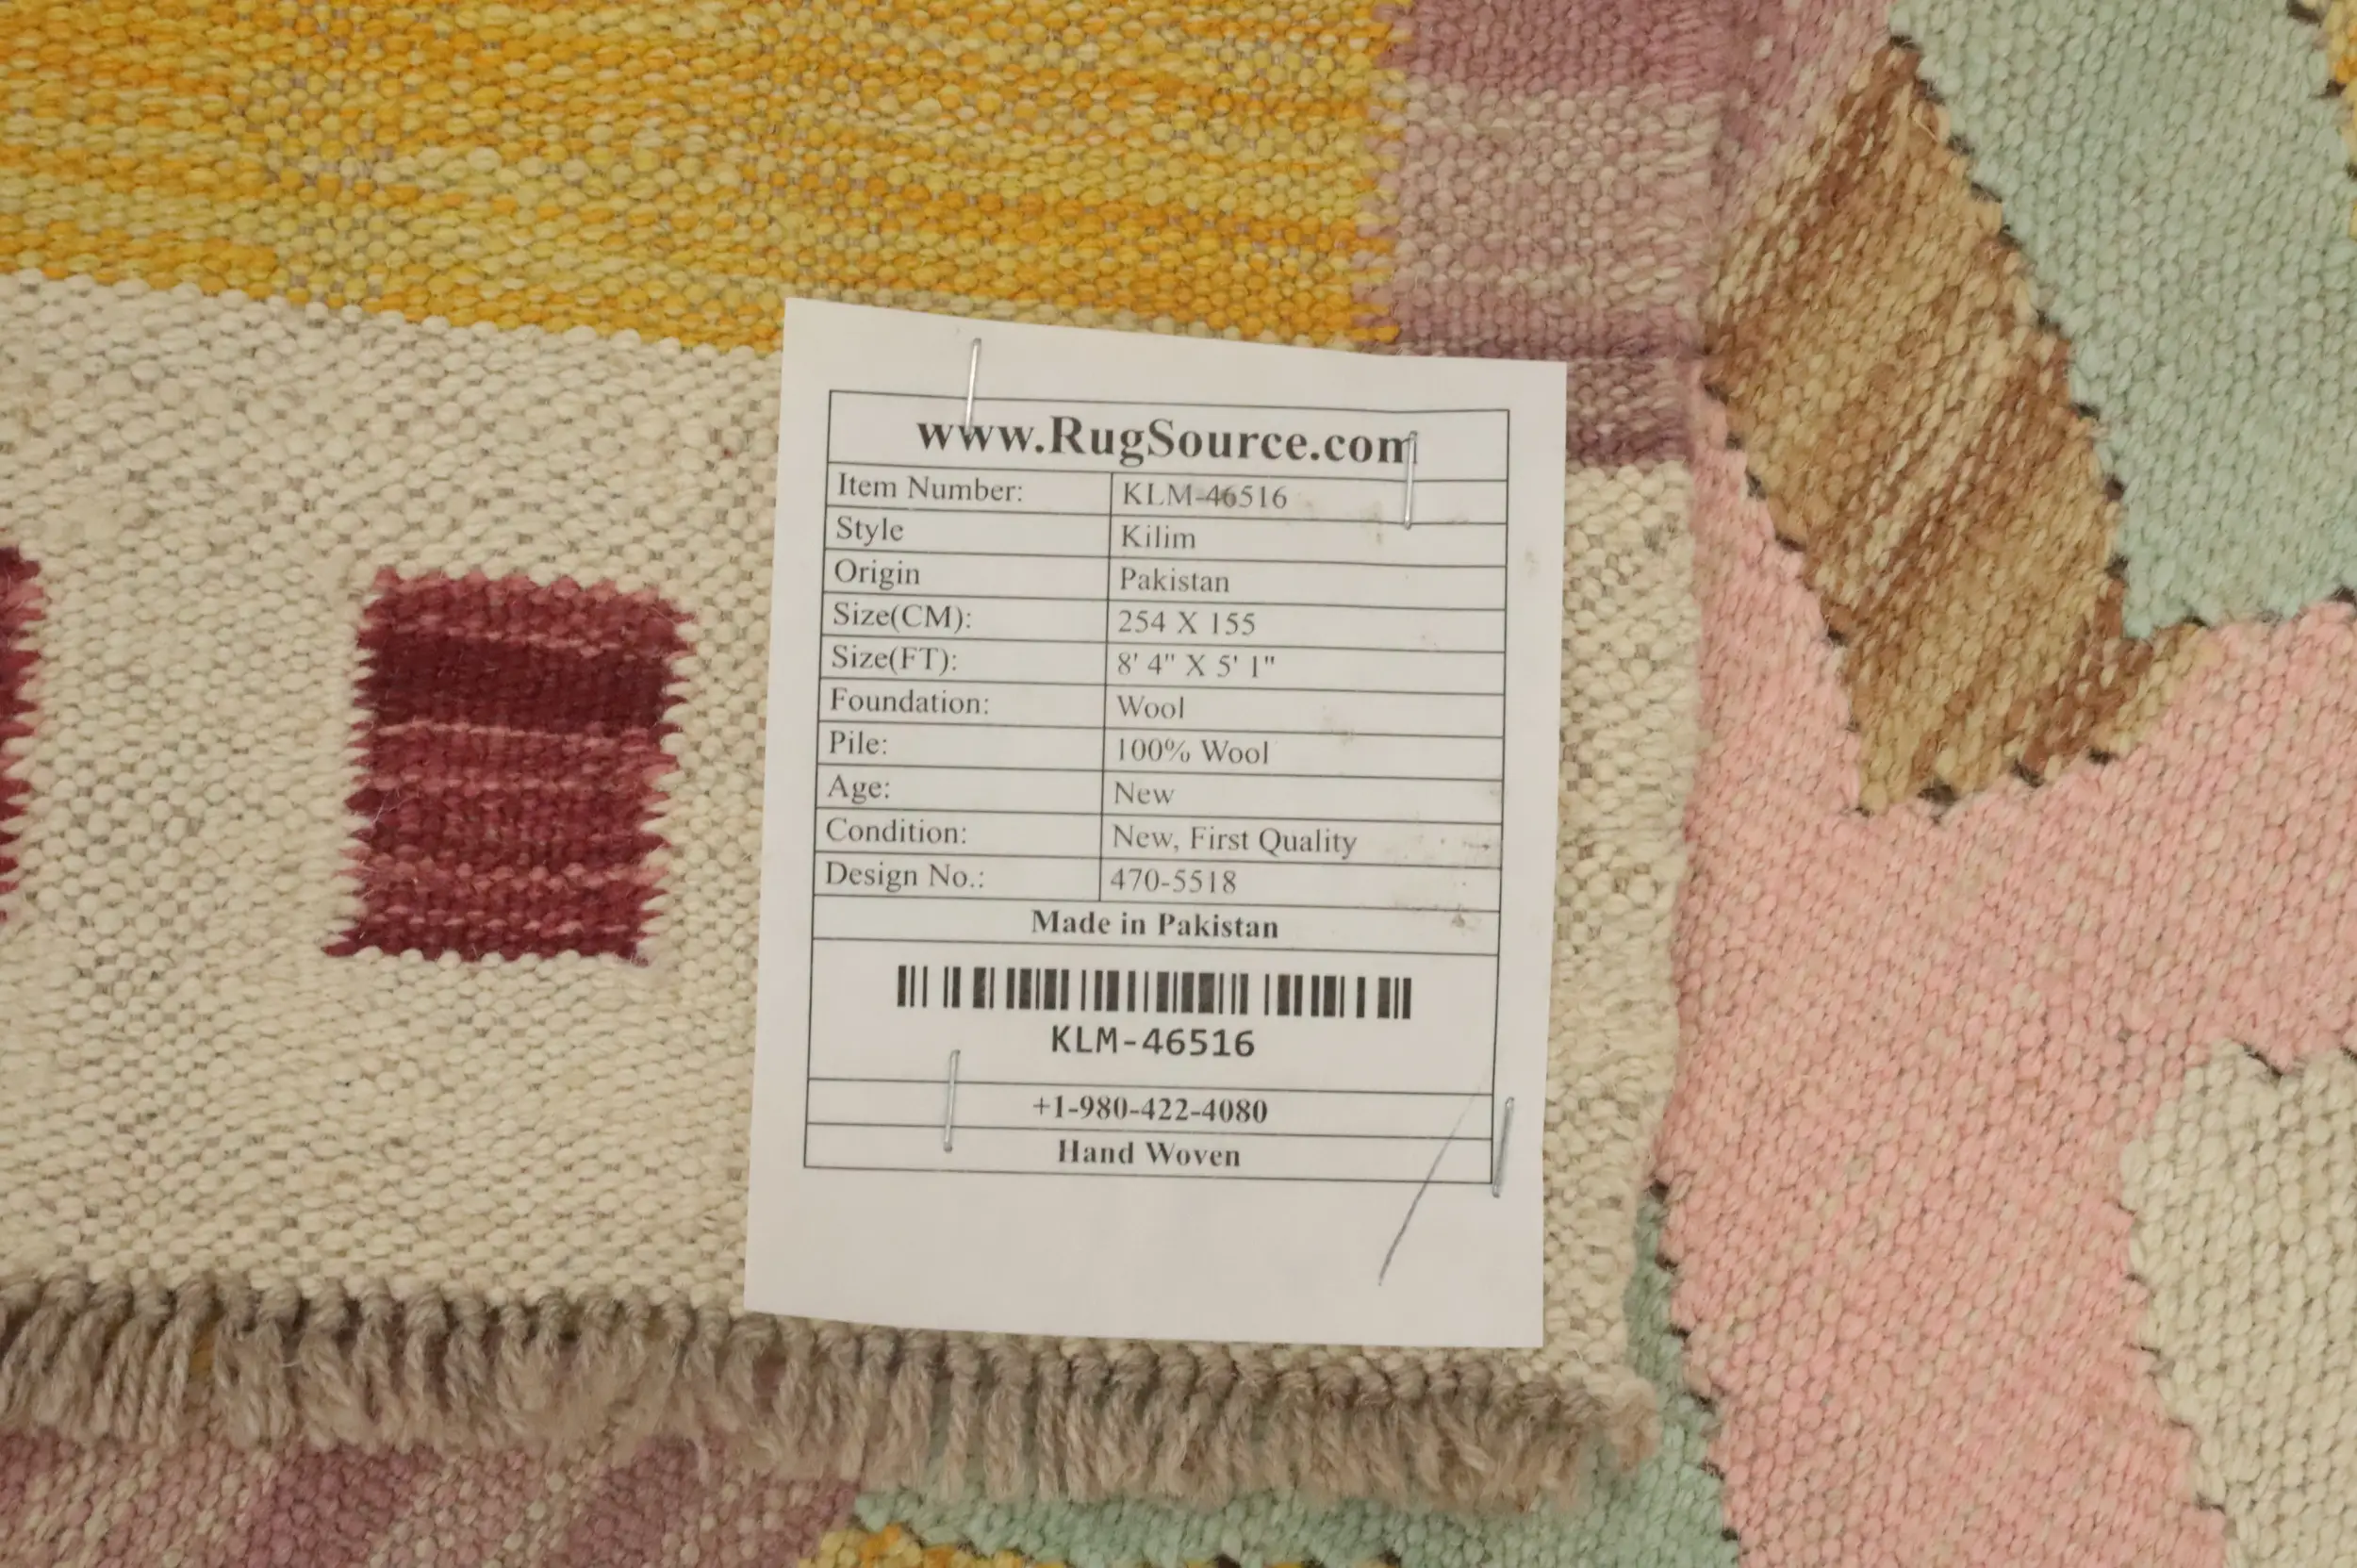 www.RugSource.com
Item Number: KLM-46516
Style Kilim
Origin Pakistan
Size(CM): 254 X 155
Size(FT): 8' 4" X 5' 1"
Foundation: Wool
Pile: 100% Wool
Age: New
Condition: New, First Quality
Design No.: 470-5518
Made in Pakistan
KLM-46516
+1-980-422-4080
Hand Woven